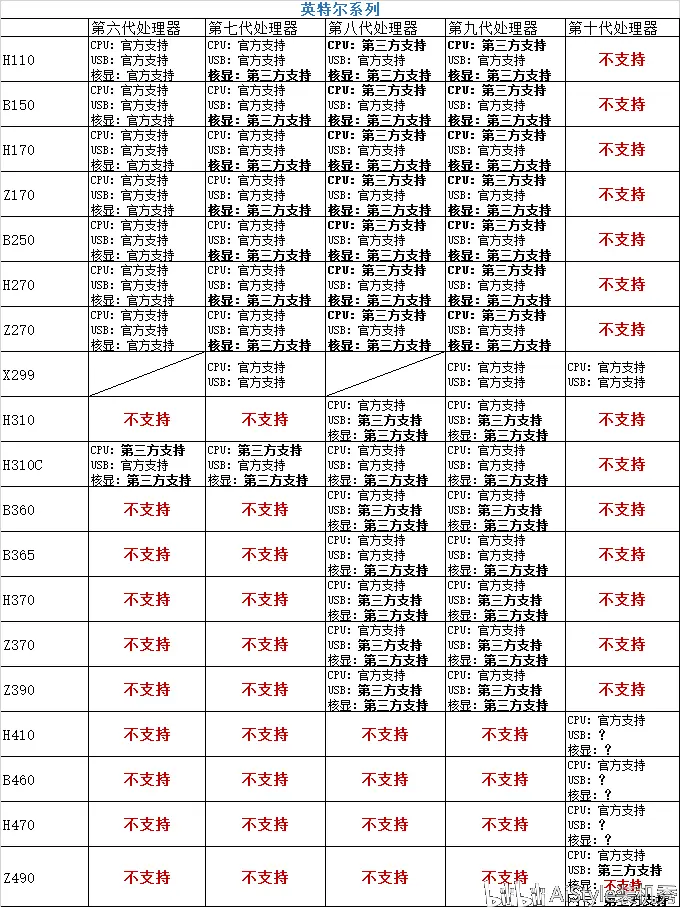 英特尔系列
第六代处理器 第七代处理器 第八代处理器 第九代处理器 第十代处理器
CPU: 官方支持 CPU: 官方支持 CPU: 第三方支持 CPU: 第三方支持
H110 USB: 官方支持 USB: 官方支持 USB: 官方支持 USB: 官方支持 不支持
核显: 官方支持 核显: 第三方支持 核显: 第三方支持 核显: 第三方支持
CPU: 官方支持 CPU: 官方支持 CPU: 第三方支持 CPU: 第三方支持
B150 USB: 官方支持 USB: 官方支持 USB: 官方支持 USB: 官方支持 不支持
核显: 官方支持 核显: 第三方支持 核显: 第三方支持 核显: 第三方支持
CPU: 官方支持 CPU: 官方支持 CPU: 第三方支持 CPU: 第三方支持
H170 USB: 官方支持 USB: 官方支持 USB: 官方支持 USB: 官方支持 不支持
核显: 官方支持 核显: 第三方支持 核显: 第三方支持 核显: 第三方支持
CPU: 官方支持 CPU: 官方支持 CPU: 第三方支持 CPU: 第三方支持
Z170 USB: 官方支持 USB: 官方支持 USB: 官方支持 USB: 官方支持 不支持
核显: 官方支持 核显: 第三方支持 核显: 第三方支持 核显: 第三方支持
CPU: 官方支持 CPU: 官方支持 CPU: 第三方支持 CPU: 第三方支持
B250 USB: 官方支持 USB: 官方支持 USB: 官方支持 USB: 官方支持 不支持
核显: 官方支持 核显: 第三方支持 核显: 第三方支持 核显: 第三方支持
CPU: 官方支持 CPU: 官方支持 CPU: 第三方支持 CPU: 第三方支持
H270 USB: 官方支持 USB: 官方支持 USB: 官方支持 USB: 官方支持 不支持
核显: 官方支持 核显: 第三方支持 核显: 第三方支持 核显: 第三方支持
CPU: 官方支持 CPU: 官方支持 CPU: 第三方支持 CPU: 第三方支持
Z270 USB: 官方支持 USB: 官方支持 USB: 官方支持 USB: 官方支持 不支持
核显: 官方支持 核显: 第三方支持 核显: 第三方支持 核显: 第三方支持
X299 CPU: 官方支持 CPU: 官方支持 CPU: 官方支持
USB: 官方支持 USB: 官方支持 USB: 官方支持
CPU: 官方支持 CPU: 官方支持
H310 不支持 不支持 USB: 第三方支持 USB: 第三方支持 不支持
核显: 第三方支持 核显: 第三方支持
CPU: 第三方支持 CPU: 第三方支持 CPU: 官方支持 CPU: 官方支持
H310C USB: 官方支持 USB: 官方支持 USB: 官方支持 USB: 官方支持 不支持
核显: 第三方支持 核显: 第三方支持 核显: 第三方支持 核显: 第三方支持
CPU: 官方支持 CPU: 官方支持
B360 不支持 不支持 USB: 第三方支持 USB: 第三方支持 不支持
核显: 第三方支持 核显: 第三方支持
CPU: 官方支持 CPU: 官方支持
B365 不支持 不支持 USB: 官方支持 USB: 官方支持 不支持
核显: 第三方支持 核显: 第三方支持
CPU: 官方支持 CPU: 官方支持
H370 不支持 不支持 USB: 第三方支持 USB: 第三方支持 不支持
核显: 第三方支持 核显: 第三方支持
CPU: 官方支持 CPU: 官方支持
Z370 不支持 不支持 USB: 第三方支持 USB: 第三方支持 不支持
核显: 第三方支持 核显: 第三方支持
CPU: 官方支持 CPU: 官方支持
Z390 不支持 不支持 USB: 第三方支持 USB: 第三方支持 不支持
核显: 第三方支持 核显: 第三方支持
CPU: 官方支持
H410 不支持 不支持 不支持 不支持 USB: ?
核显: ?
CPU: 官方支持
B460 不支持 不支持 不支持 不支持 USB: ?
核显: ?
CPU: 官方支持
H470 不支持 不支持 不支持 不支持 USB: ?
核显: ?
CPU: 官方支持
USB: 第三方支持
Z490 不支持 不支持 不支持 不支持 核显: 不支持
第三方支持